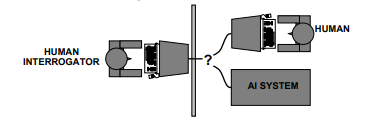 HUMAN
HUMAN
INTERROGATOR
?
AI SYSTEM